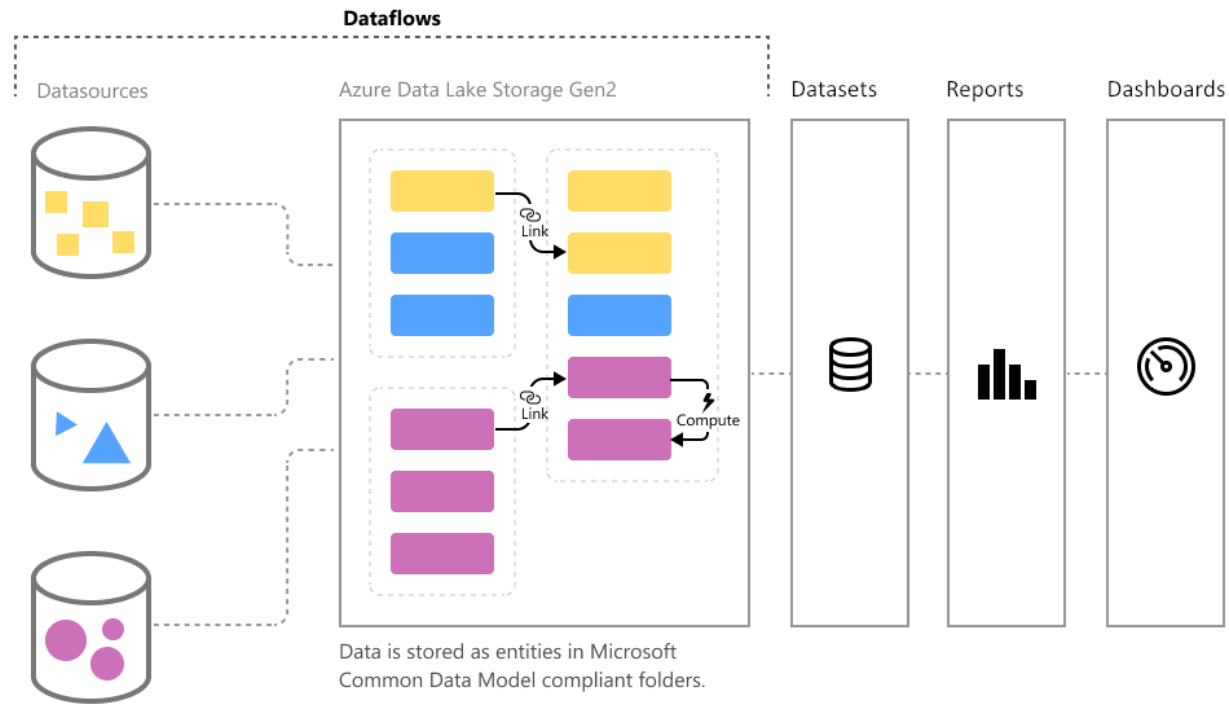 Dataflows
Datasources
Azure Data Lake Storage Gen2
Datasets
Reports
Dashboards
Link
Link
Compute
Data is stored as entities in Microsoft
Common Data Model compliant folders.